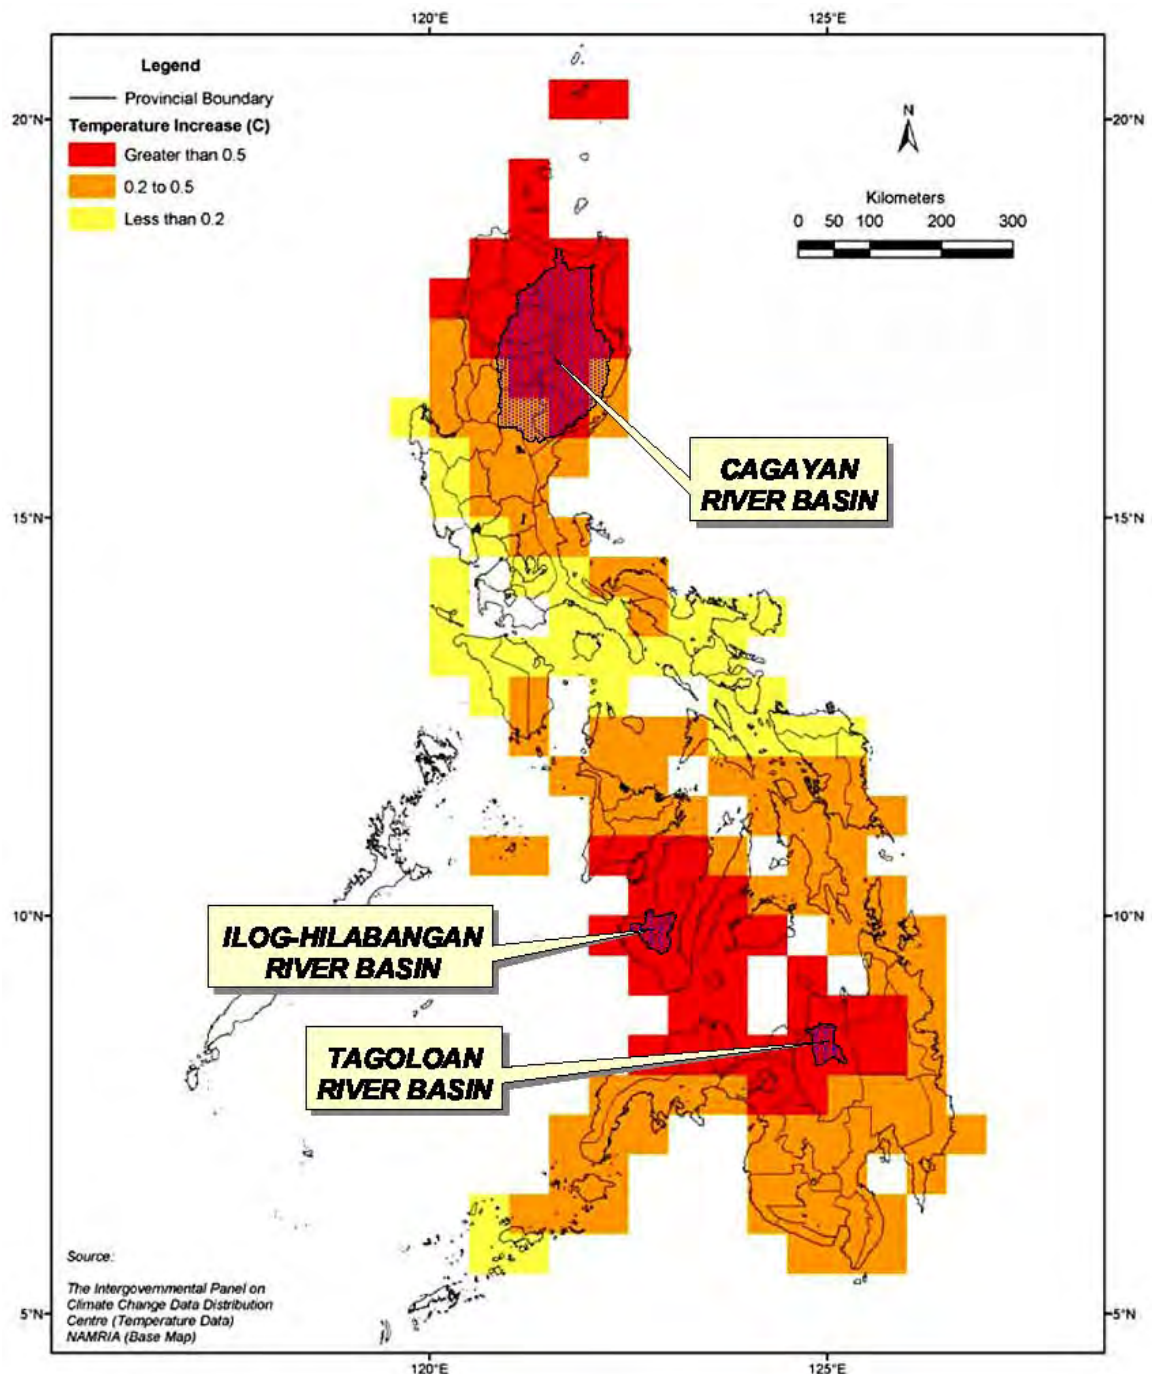 120°E 125°E
Legend
Provincial Boundary
Temperature Increase (C)
Greater than 0.5
0.2 to 0.5
Less than 0.2
20°N 20°N
N
Kilometers
0 50 100 200 300
CAGAYAN
RIVER BASIN
15°N 15°N
10°N 10°N
ILOG-HILABANGAN
RIVER BASIN
TAGOLOAN
RIVER BASIN
Source:
The Intergovernmental Panel on
Climate Change Data Distribution
Centre (Temperature Data)
NAMRIA (Base Map)
5°N 5°N
120°E 125°E